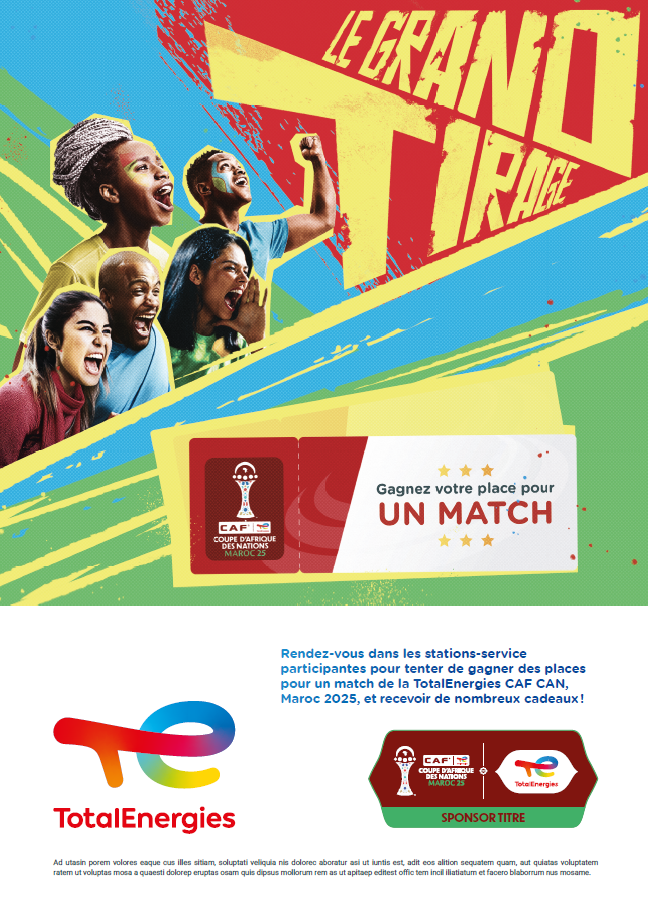 LE GRAND
TIRAGE
Gagnez votre place pour
UN MATCH
CAF TotalEnergies
COUPE D'AFRIQUE
DES NATIONS
MAROC 25
Rendez-vous dans les stations-service
participantes pour tenter de gagner des places
pour un match de la TotalEnergies CAF CAN,
Maroc 2025, et recevoir de nombreux cadeaux !
TotalEnergies
CAF
COUPE D'AFRIQUE
DES NATIONS
MAROC 25
TotalEnergies
SPONSOR TITRE
Ad utasin porem volores eaque cus illes sitiam, soluptati veliquia nis dolorec aboratur asi ut iuntis est, adit eos alition sequatem quam, aut quiatas voluptatem
ratem ut voluptas mosa a quaesti dolorep eruptas osam quis dipsus mollorum rem as ut apitaep editest offic tem incil iliatiatum et facero blaborrum nus mosame.